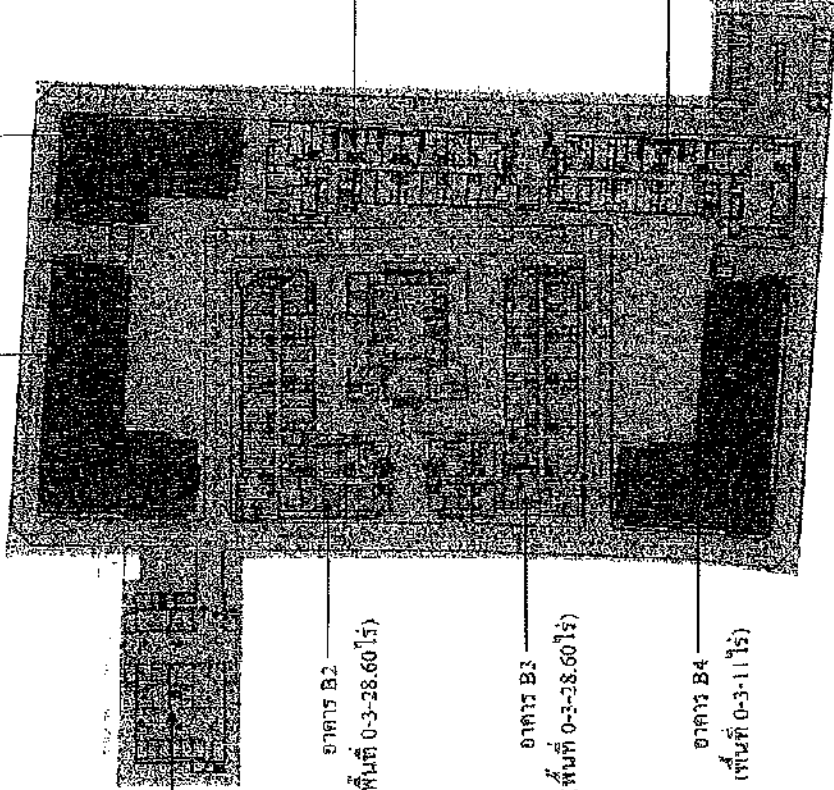 อาคาร B2
พื้นที่ 0-3-28.60 ไร่)
อาคาร B3
พื้นที่ 0-3-28.60 ไร่)
อาคาร B4
(พื้นที่ 0-3-11 ไร่)